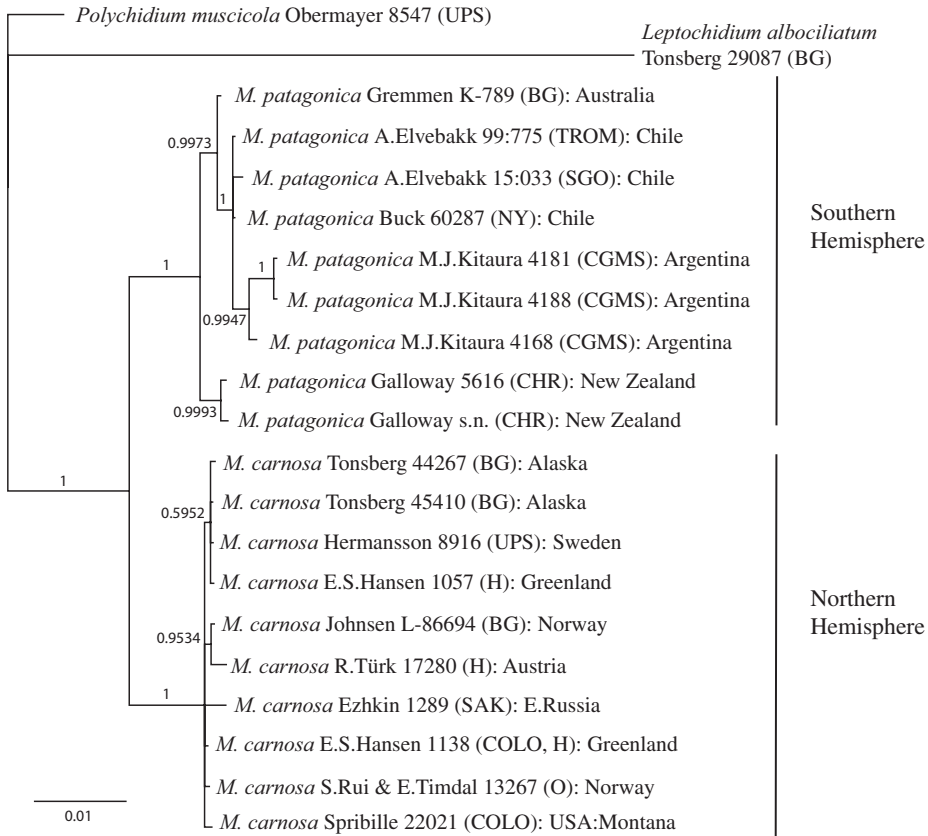 Polychidium muscicola Obermayer 8547 (UPS)
Leptochidium albociliatum
Tonsberg 29087 (BG)
M. patagonica Gremmen K-789 (BG): Australia
0.9973
M. patagonica A.Elvebakk 99:775 (TROM): Chile
M. patagonica A.Elvebakk 15:033 (SGO): Chile
1
M. patagonica Buck 60287 (NY): Chile
Southern
Hemisphere
1
1
M. patagonica M.J.Kitaura 4181 (CGMS): Argentina
M. patagonica M.J.Kitaura 4188 (CGMS): Argentina
0.9947
M. patagonica M.J.Kitaura 4168 (CGMS): Argentina
M. patagonica Galloway 5616 (CHR): New Zealand
0.9993
M. patagonica Galloway s.n. (CHR): New Zealand
M. carnosa Tonsberg 44267 (BG): Alaska
1
M. carnosa Tonsberg 45410 (BG): Alaska
0.5952
M. carnosa Hermansson 8916 (UPS): Sweden
M. carnosa E.S.Hansen 1057 (H): Greenland
Northern
Hemisphere
M. carnosa Johnsen L-86694 (BG): Norway
0.9534
M. carnosa R.Türk 17280 (H): Austria
1
M. carnosa Ezhkin 1289 (SAK): E.Russia
M. carnosa E.S.Hansen 1138 (COLO, H): Greenland
M. carnosa S.Rui & E.Timdal 13267 (O): Norway
0.01
M. carnosa Spribille 22021 (COLO): USA:Montana